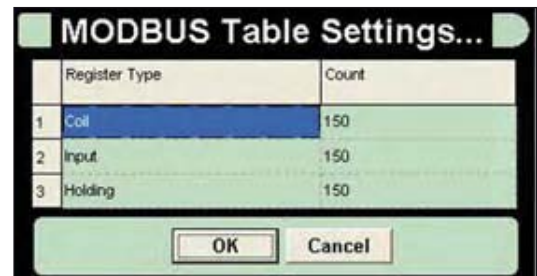 MODBUS Table Settings...
Register Type Count
1 Coil 150
2 Input 150
3 Holding 150
OK Cancel